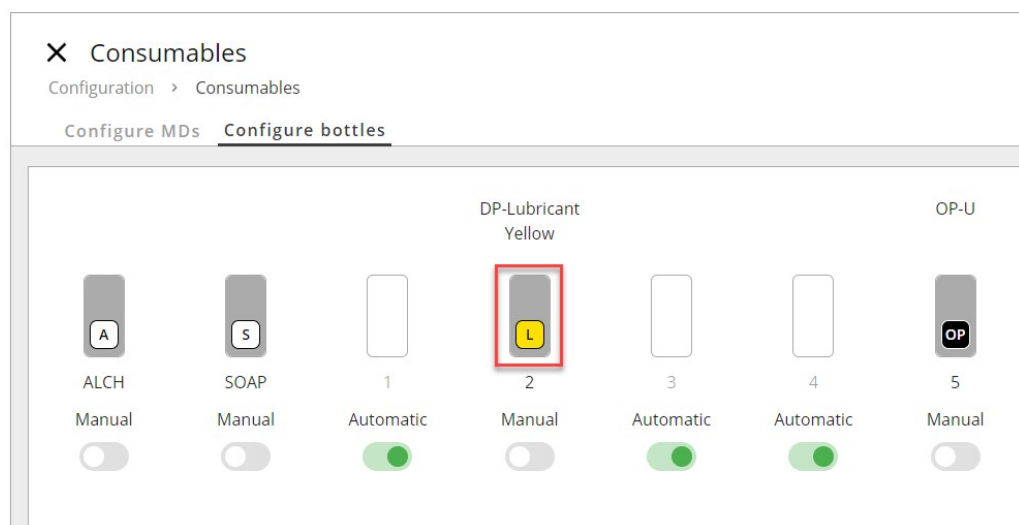 Consumables
Configuration > Consumables
Configure MDs Configure bottles
DP-Lubricant
Yellow
OP-U
A S L OP
ALCH SOAP 1 2 3 4 5
Manual Manual Automatic Manual Automatic Automatic Manual